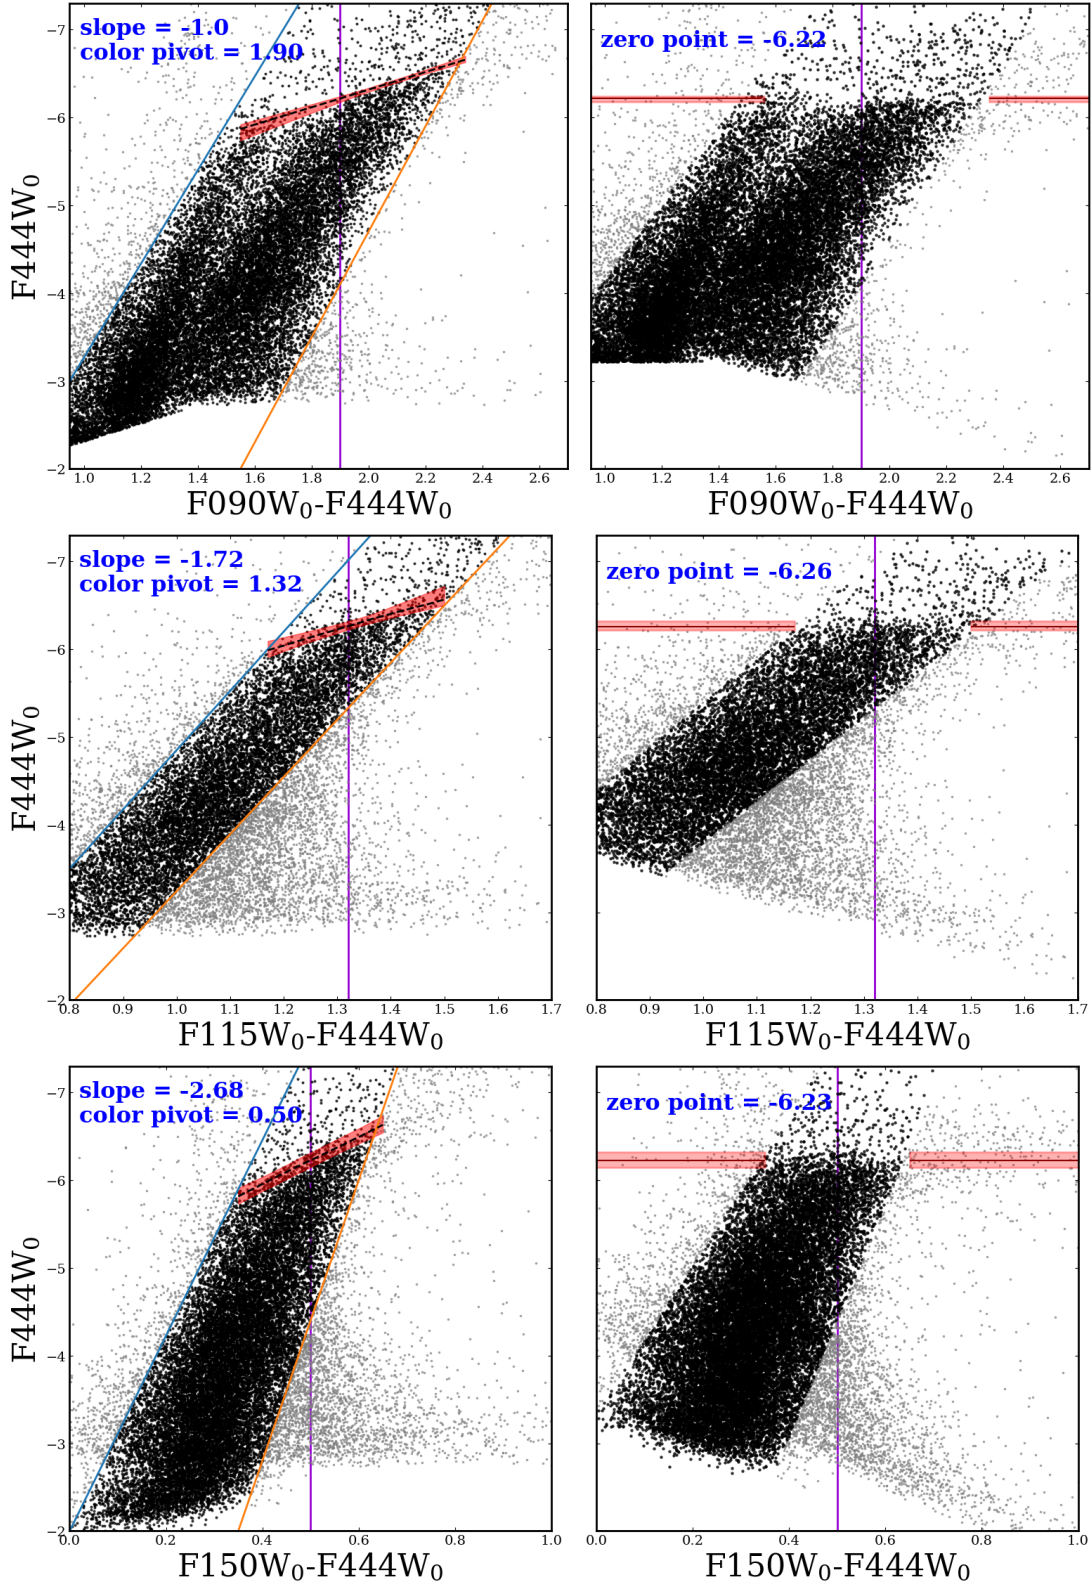 slope = -1.0
color pivot = 1.90
−7
−6
−5
−4
−3
−2
F444W0
1.0 1.2 1.4 1.6 1.8 2.0 2.2 2.4 2.6
F090W0-F444W0
zero point = -6.22
1.0 1.2 1.4 1.6 1.8 2.0 2.2 2.4 2.6
F090W0-F444W0
slope = -1.72
color pivot = 1.32
−7
−6
−5
−4
−3
−2
F444W0
0.8 0.9 1.0 1.1 1.2 1.3 1.4 1.5 1.6 1.7
F115W0-F444W0
zero point = -6.26
0.8 0.9 1.0 1.1 1.2 1.3 1.4 1.5 1.6 1.7
F115W0-F444W0
slope = -2.68
color pivot = 0.50
−7
−6
−5
−4
−3
−2
F444W0
0.0 0.2 0.4 0.6 0.8 1.0
F150W0-F444W0
zero point = -6.23
0.0 0.2 0.4 0.6 0.8 1.0
F150W0-F444W0